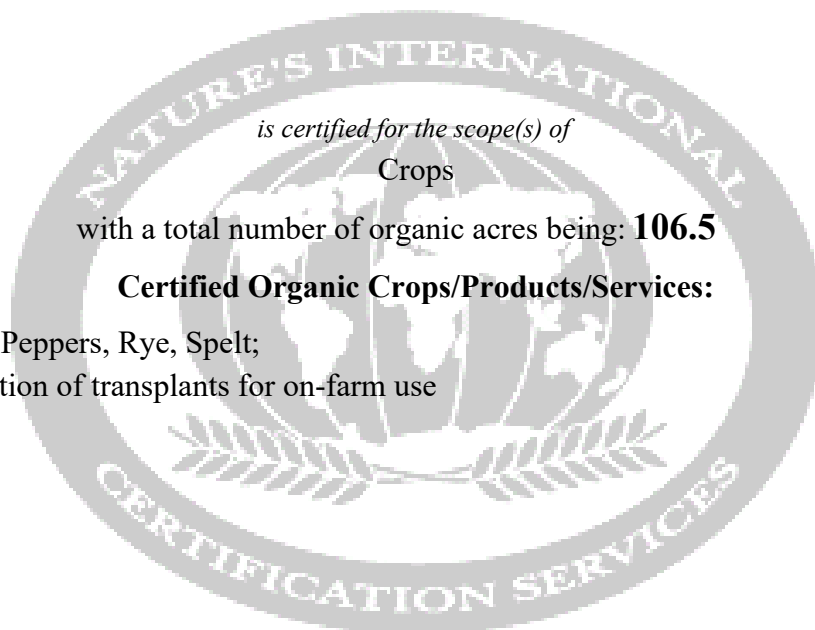 NATURE'S INTERNATIONAL
is certified for the scope(s) of
Crops
with a total number of organic acres being: 106.5
Certified Organic Crops/Products/Services:
Peppers, Rye, Spelt;
tion of transplants for on-farm use
CERTIFICATION SERVICES